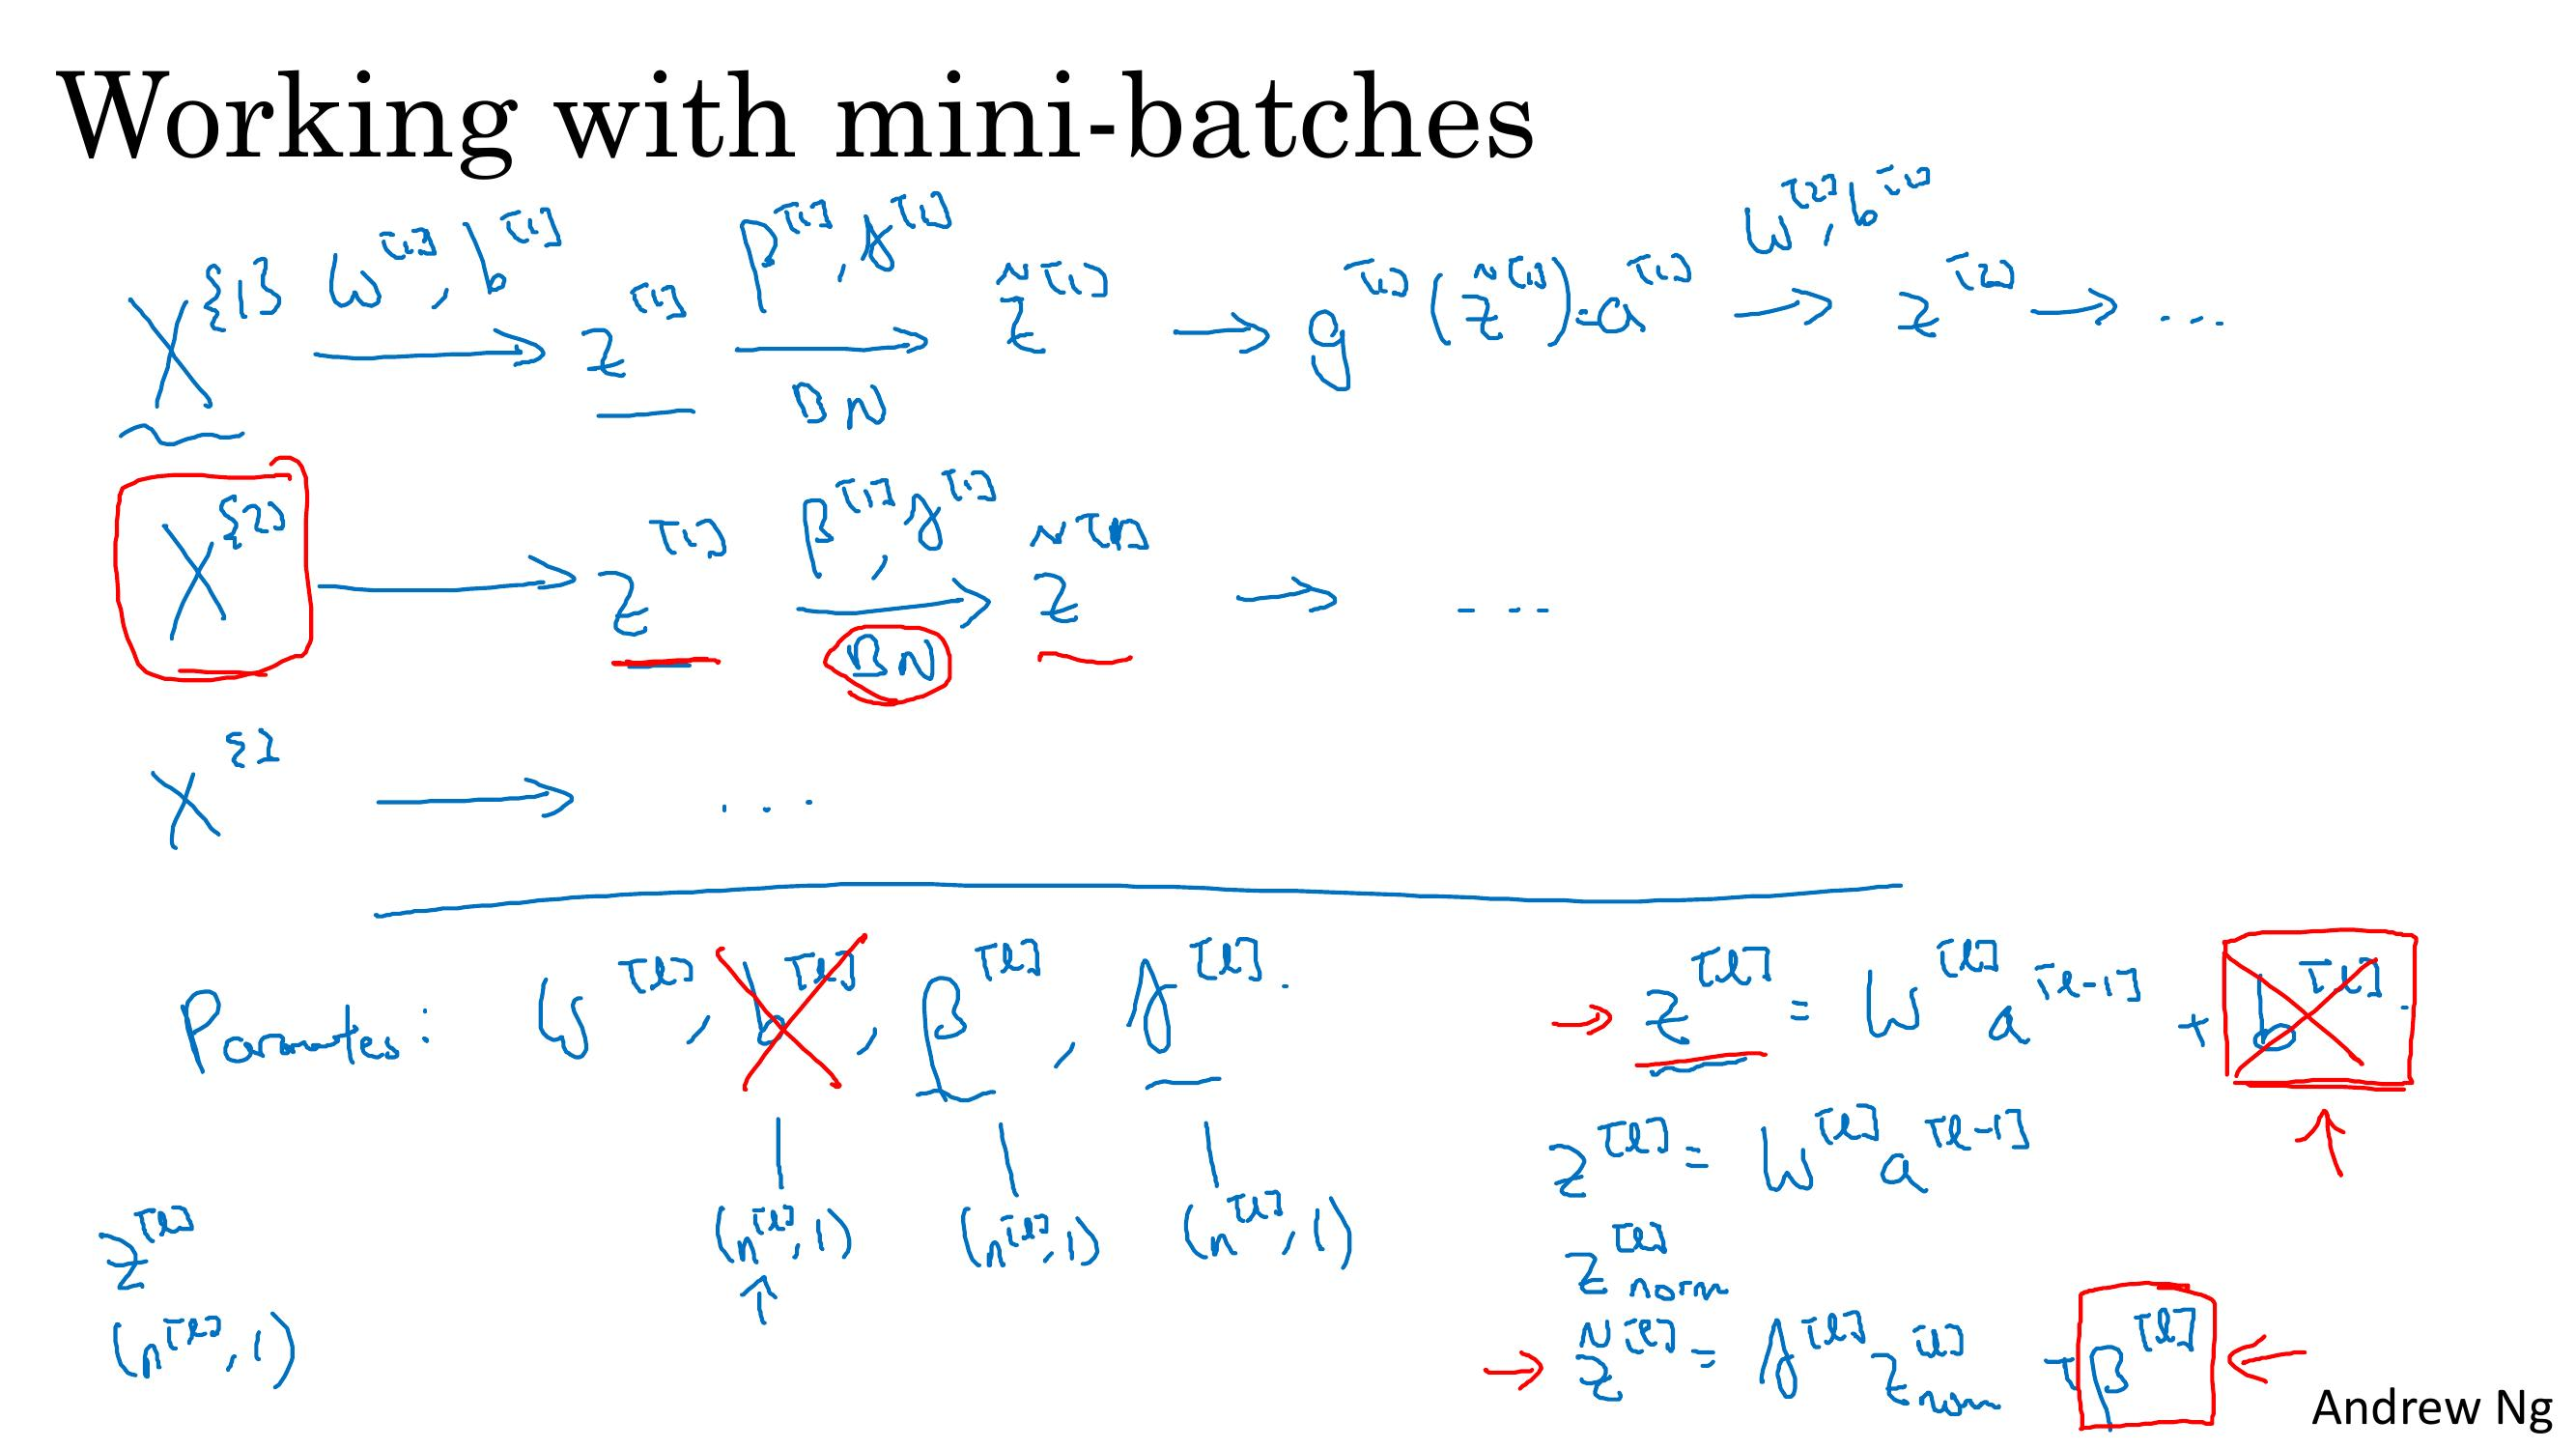 Working with mini-batches
X^{1} W^[1], b^[1] → z^[1] β^[1], γ^[1] → BN z̃^[1] → g^[1](z̃^[1]) = a^[1] W^[2], b^[2] → z^[2] → ...
X^{2} → z^[1] β^[1], γ^[1] → BN z̃^[1] → ...
X^{} → ...
Parameters: W^[l], b^[l], β^[l], γ^[l].
(n^[l], 1) (n^[l], 1) (n^[l], 1)
↑
z^[l]
(n^[l], 1)
→ z^[l] = W^[l] a^[l-1] + b^[l]
z^[l] = W^[l] a^[l-1]
z^[l]_norm
→ z̃^[l] = γ^[l] z^[l]_norm + β^[l] ←
Andrew Ng